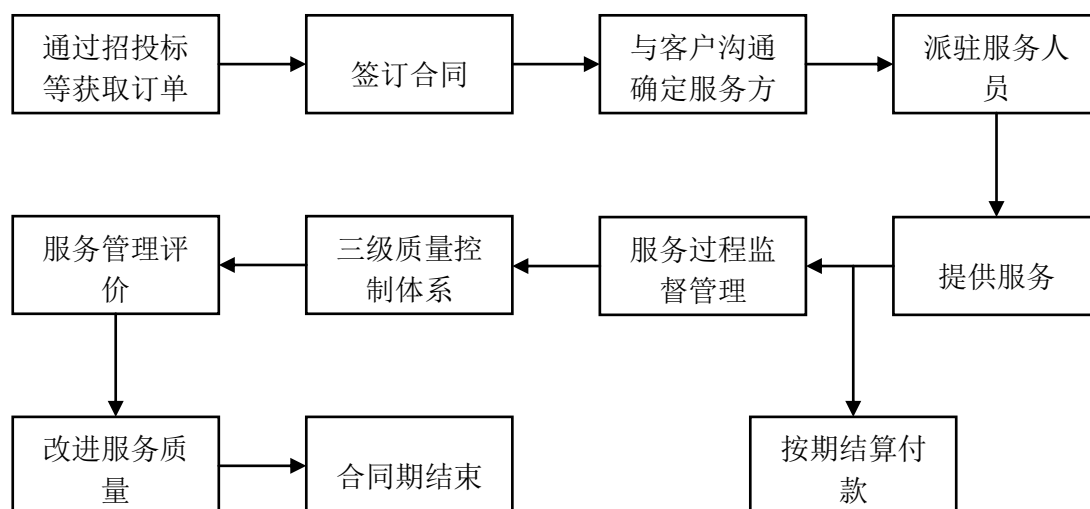 通过招投标
等获取订单
签订合同
与客户沟通
确定服务方
派驻服务人
员
服务管理评
价
三级质量控
制体系
服务过程监
督管理
提供服务
改进服务质
量
合同期结束
按期结算付
款